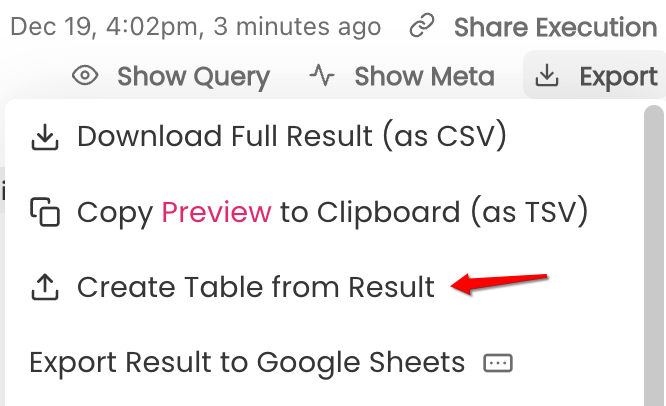 Dec 19, 4:02pm, 3 minutes ago Share Execution
Show Query Show Meta Export
Download Full Result (as CSV)
Copy Preview to Clipboard (as TSV)
Create Table from Result
Export Result to Google Sheets